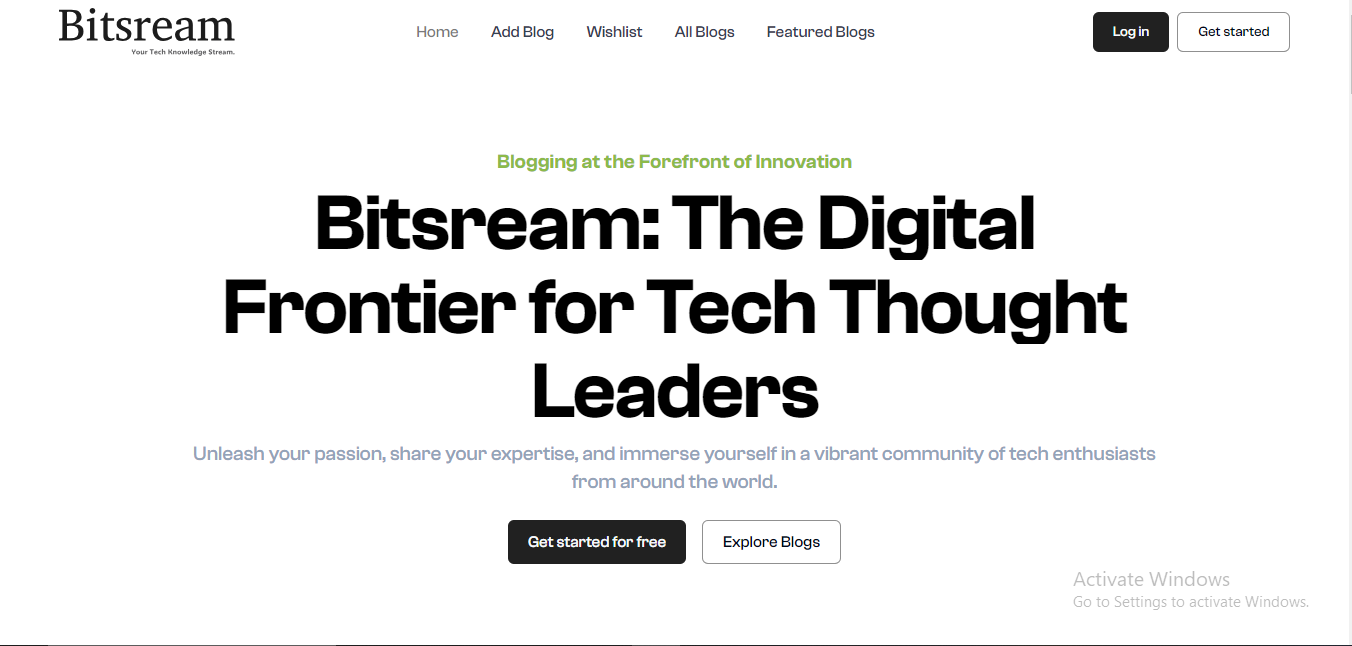 Bitsream
Your Tech Knowledge Stream.
Home Add Blog Wishlist All Blogs Featured Blogs
Log in Get started
Blogging at the Forefront of Innovation
Bitsream: The Digital
Frontier for Tech Thought
Leaders
Unleash your passion, share your expertise, and immerse yourself in a vibrant community of tech enthusiasts
from around the world.
Get started for free Explore Blogs
Activate Windows
Go to Settings to activate Windows.